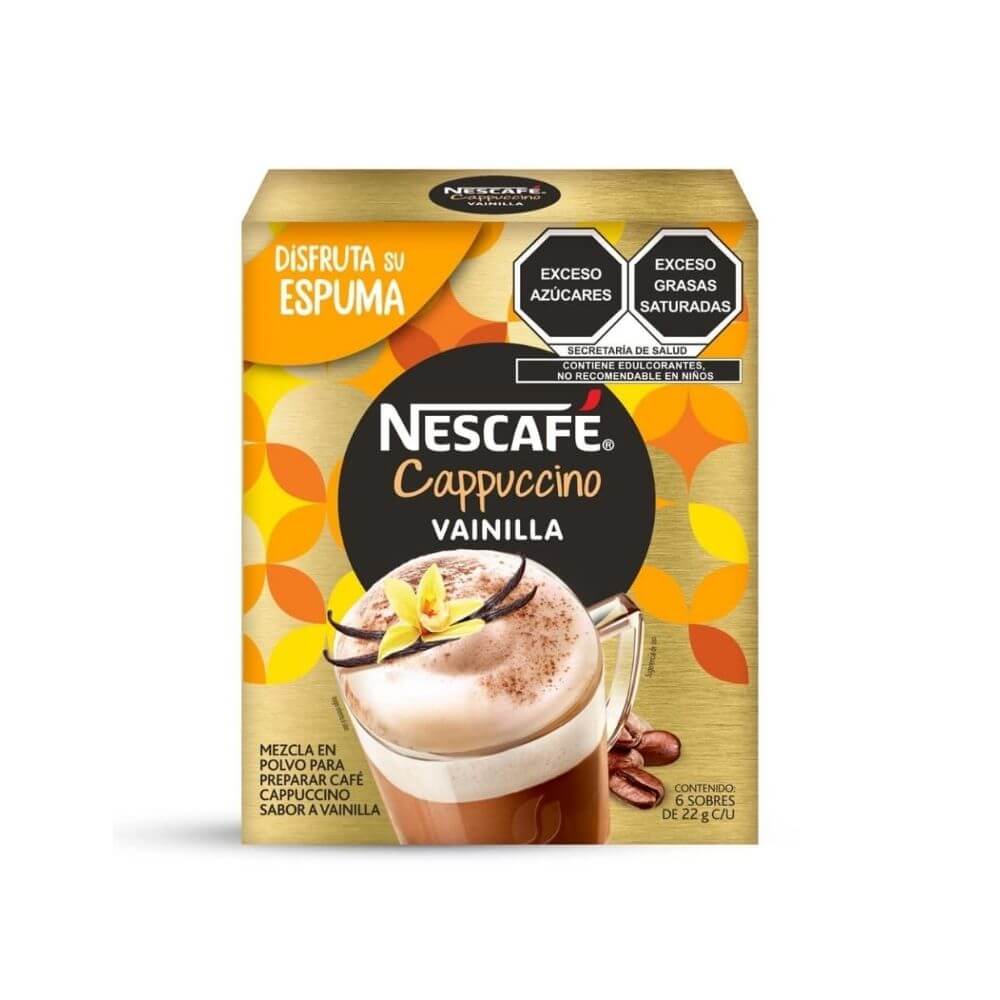 NESCAFÉ
Cappuccino
VAINILLA
DISFRUTA SU
ESPUMA
EXCESO
AZÚCARES
EXCESO
GRASAS
SATURADAS
SECRETARÍA DE SALUD
CONTIENE EDULCORANTES,
NO RECOMENDABLE EN NIÑOS
NESCAFÉ®
Cappuccino
VAINILLA
MEZCLA EN
POLVO PARA
PREPARAR CAFÉ
CAPPUCCINO
SABOR A VAINILLA
CONTENIDO:
6 SOBRES
DE 22 g C/U